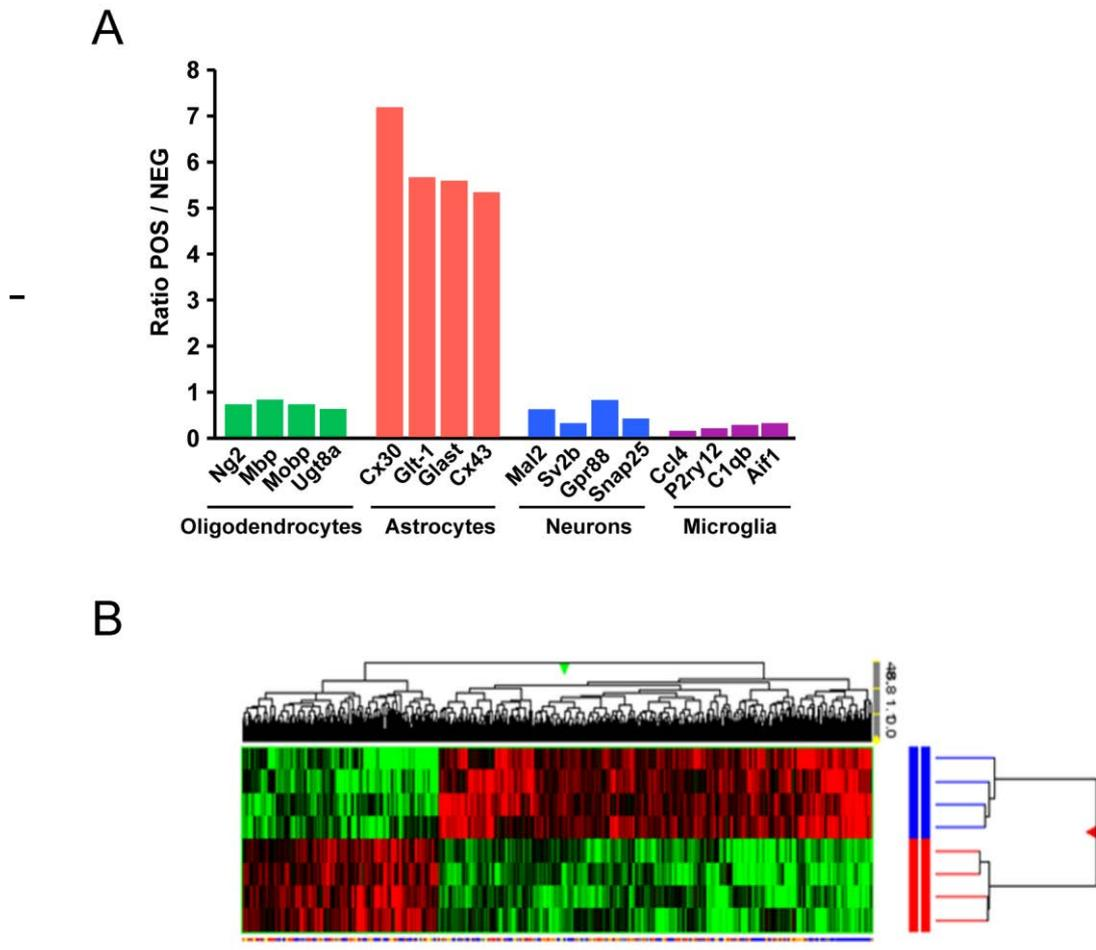 A
8
7
6
5
4
3
2
1
0
Ratio POS / NEG
Ng2 Mbp Mobp Ugt8a Cx30 Glt-1 Glast Cx43 Mal2 Sv2b Gpr88 Snap25 Ccl4 P2ry12 C1qb Aif1
Oligodendrocytes Astrocytes Neurons Microglia
B